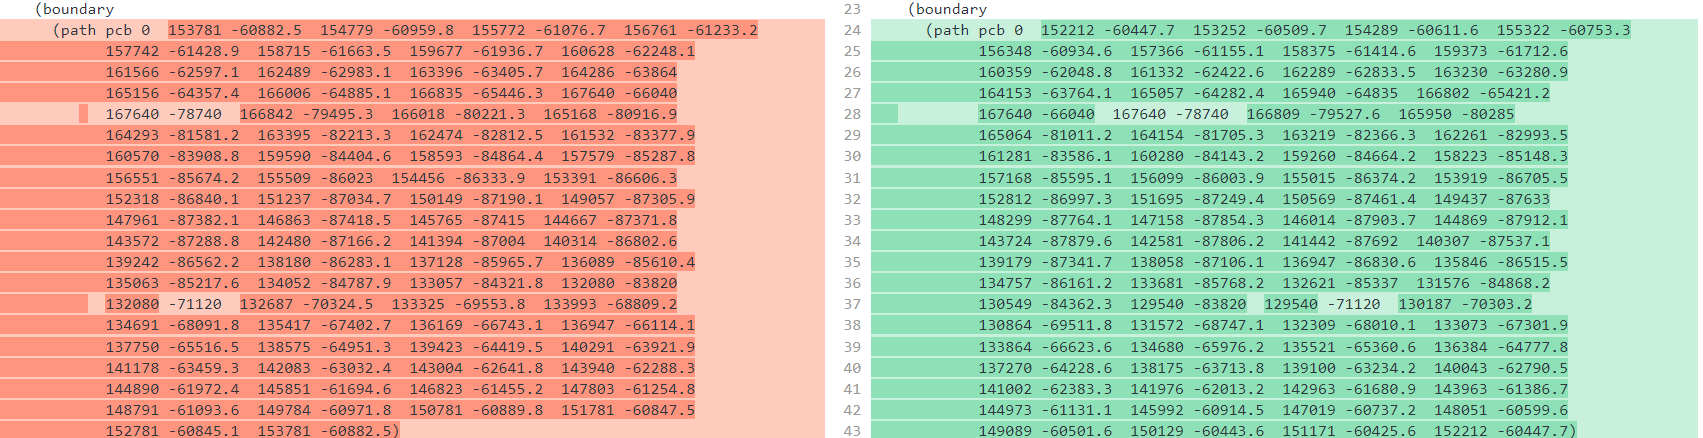 (boundary
(path pcb 0  153781 -60882.5  154779 -60959.8  155772 -61076.7  156761 -61233.2
157742 -61428.9  158715 -61663.5  159677 -61936.7  160628 -62248.1
161566 -62597.1  162489 -62983.1  163396 -63405.7  164286 -63864
165156 -64357.4  166006 -64885.1  166835 -65446.3  167640 -66040
167640 -78740  166842 -79495.3  166018 -80221.3  165168 -80916.9
164293 -81581.2  163395 -82213.3  162474 -82812.5  161532 -83377.9
160570 -83908.8  159590 -84404.6  158593 -84864.4  157579 -85287.8
156551 -85674.2  155509 -86023  154456 -86333.9  153391 -86606.3
152318 -86840.1  151237 -87034.7  150149 -87190.1  149057 -87305.9
147961 -87382.1  146863 -87418.5  145765 -87415  144667 -87371.8
143572 -87288.8  142480 -87166.2  141394 -87004  140314 -86802.6
139242 -86562.2  138180 -86283.1  137128 -85965.7  136089 -85610.4
135063 -85217.6  134052 -84787.9  133057 -84321.8  132080 -83820
132080 -71120  132687 -70324.5  133325 -69553.8  133993 -68809.2
134691 -68091.8  135417 -67402.7  136169 -66743.1  136947 -66114.1
137750 -65516.5  138575 -64951.3  139423 -64419.5  140291 -63921.9
141178 -63459.3  142083 -63032.4  143004 -62641.8  143940 -62288.3
144890 -61972.4  145851 -61694.6  146823 -61455.2  147803 -61254.8
148791 -61093.6  149784 -60971.8  150781 -60889.8  151781 -60847.5
152781 -60845.1  153781 -60882.5)
23 (boundary
24 (path pcb 0  152212 -60447.7  153252 -60509.7  154289 -60611.6  155322 -60753.3
25 156348 -60934.6  157366 -61155.1  158375 -61414.6  159373 -61712.6
26 160359 -62048.8  161332 -62422.6  162289 -62833.5  163230 -63280.9
27 164153 -63764.1  165057 -64282.4  165940 -64835  166802 -65421.2
28 167640 -66040  167640 -78740  166809 -79527.6  165950 -80285
29 165064 -81011.2  164154 -81705.3  163219 -82366.3  162261 -82993.5
30 161281 -83586.1  160280 -84143.2  159260 -84664.2  158223 -85148.3
31 157168 -85595.1  156099 -86003.9  155015 -86374.2  153919 -86705.5
32 152812 -86997.3  151695 -87249.4  150569 -87461.4  149437 -87633
33 148299 -87764.1  147158 -87854.3  146014 -87903.7  144869 -87912.1
34 143724 -87879.6  142581 -87806.2  141442 -87692  140307 -87537.1
35 139179 -87341.7  138058 -87106.1  136947 -86830.6  135846 -86515.5
36 134757 -86161.2  133681 -85768.2  132621 -85337  131576 -84868.2
37 130549 -84362.3  129540 -83820  129540 -71120  130187 -70303.2
38 130864 -69511.8  131572 -68747.1  132309 -68010.1  133073 -67301.9
39 133864 -66623.6  134680 -65976.2  135521 -65360.6  136384 -64777.8
40 137270 -64228.6  138175 -63713.8  139100 -63234.2  140043 -62790.5
41 141002 -62383.3  141976 -62013.2  142963 -61680.9  143963 -61386.7
42 144973 -61131.1  145992 -60914.5  147019 -60737.2  148051 -60599.6
43 149089 -60501.6  150129 -60443.6  151171 -60425.6  152212 -60447.7)